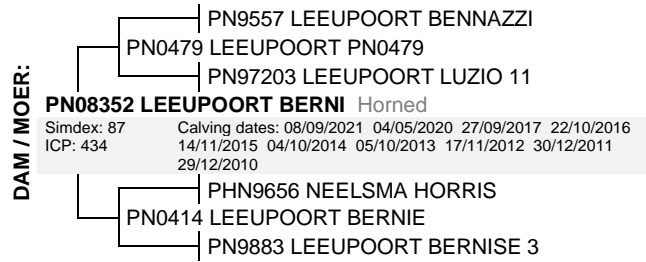 PN9557 LEEUPOORT BENNAZZI
PN0479 LEEUPOORT PN0479
PN97203 LEEUPOORT LUZIO 11
DAM / MOER:
PN08352 LEEUPOORT BERNI Horned
Simdex: 87 Calving dates: 08/09/2021 04/05/2020 27/09/2017 22/10/2016
ICP: 434 14/11/2015 04/10/2014 05/10/2013 17/11/2012 30/12/2011
29/12/2010
PHN9656 NEELSMA HORRIS
PN0414 LEEUPOORT BERNIE
PN9883 LEEUPOORT BERNISE 3